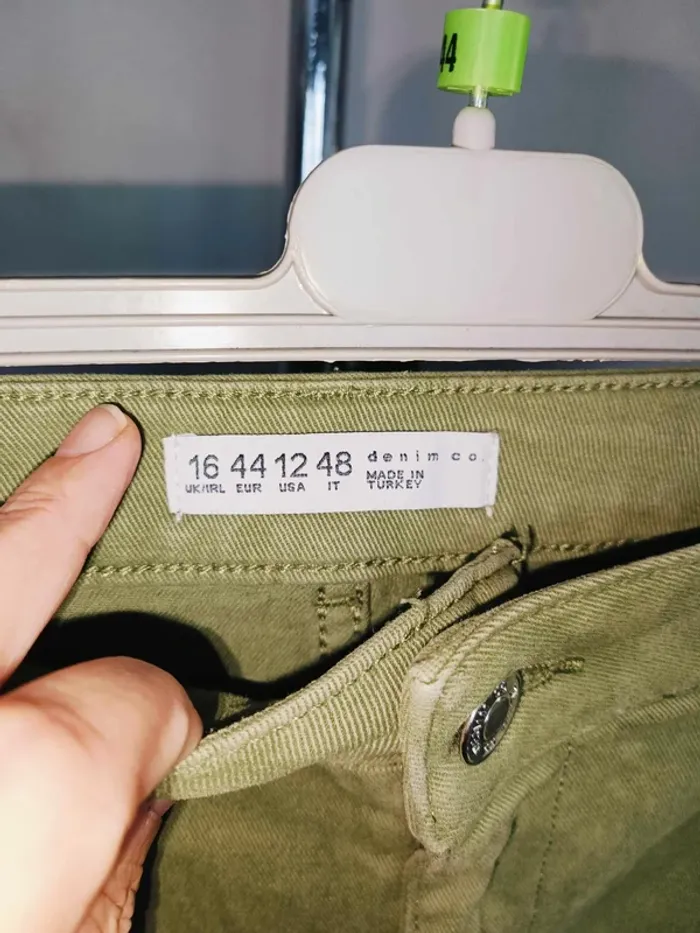 44
16 44 12 48 denim co.
UK/IRL EUR USA IT MADE IN
TURKEY